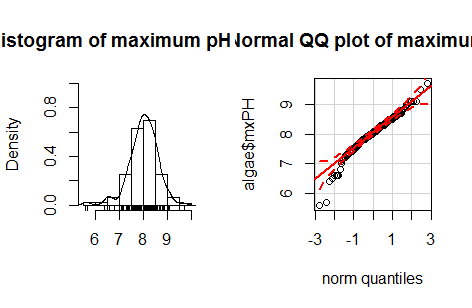 istogram of maximum pH
Normal QQ plot of maximu
Density
0.0 0.4 0.8
6 7 8 9
algae$mxPH
6 7 8 9
-3 -1 1 3
norm quantiles